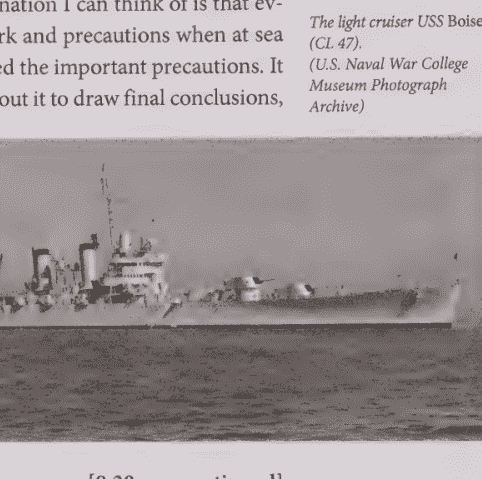 nation I can think of is that ev-
rk and precautions when at sea
ed the important precautions. It
out it to draw final conclusions,
The light cruiser USS Boise
(CL 47).
(U.S. Naval War College
Museum Photograph
Archive)